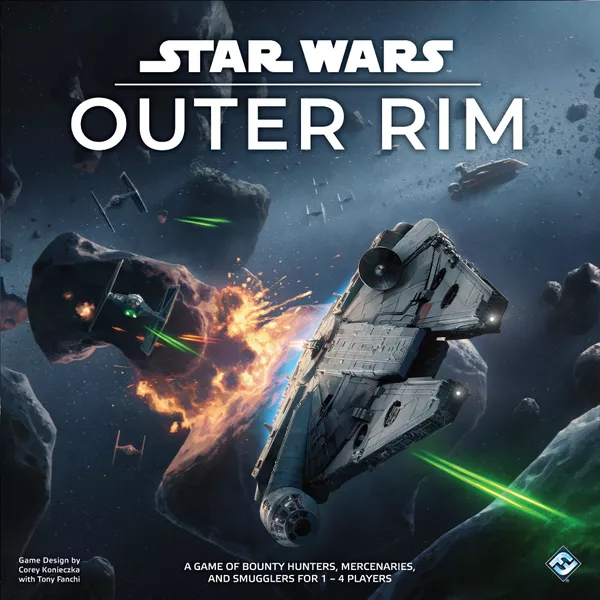 STAR WARS
OUTER RIM
Game Design by
Corey Konieczka
with Tony Fanchi
A GAME OF BOUNTY HUNTERS, MERCENARIES,
AND SMUGGLERS FOR 1 – 4 PLAYERS